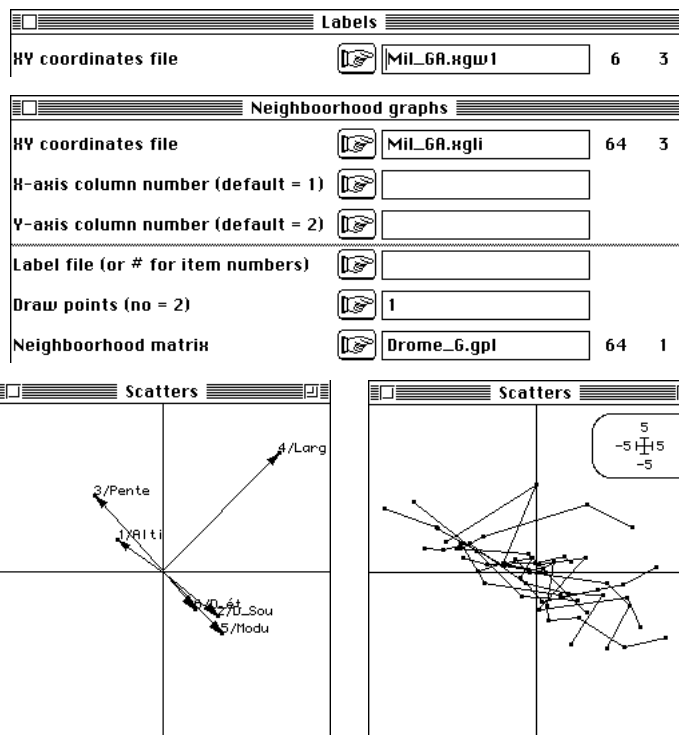 Labels
XY coordinates file Mil_GA.xgw1 6 3
Neighboorhood graphs
XY coordinates file Mil_GA.xgli 64 3
X-axis column number (default = 1)
Y-axis column number (default = 2)
Label file (or # for item numbers)
Draw points (no = 2) 1
Neighboorhood matrix Drome_G.gpl 64 1
Scatters
4/Larg
3/Pente
1/Alti
2/D_Sou
5/Modu
Scatters
5
-5 5
-5